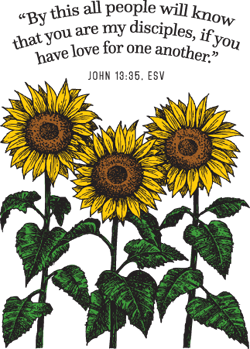 “By this all people will know
that you are my disciples, if you
have love for one another.”
JOHN 13:35, ESV